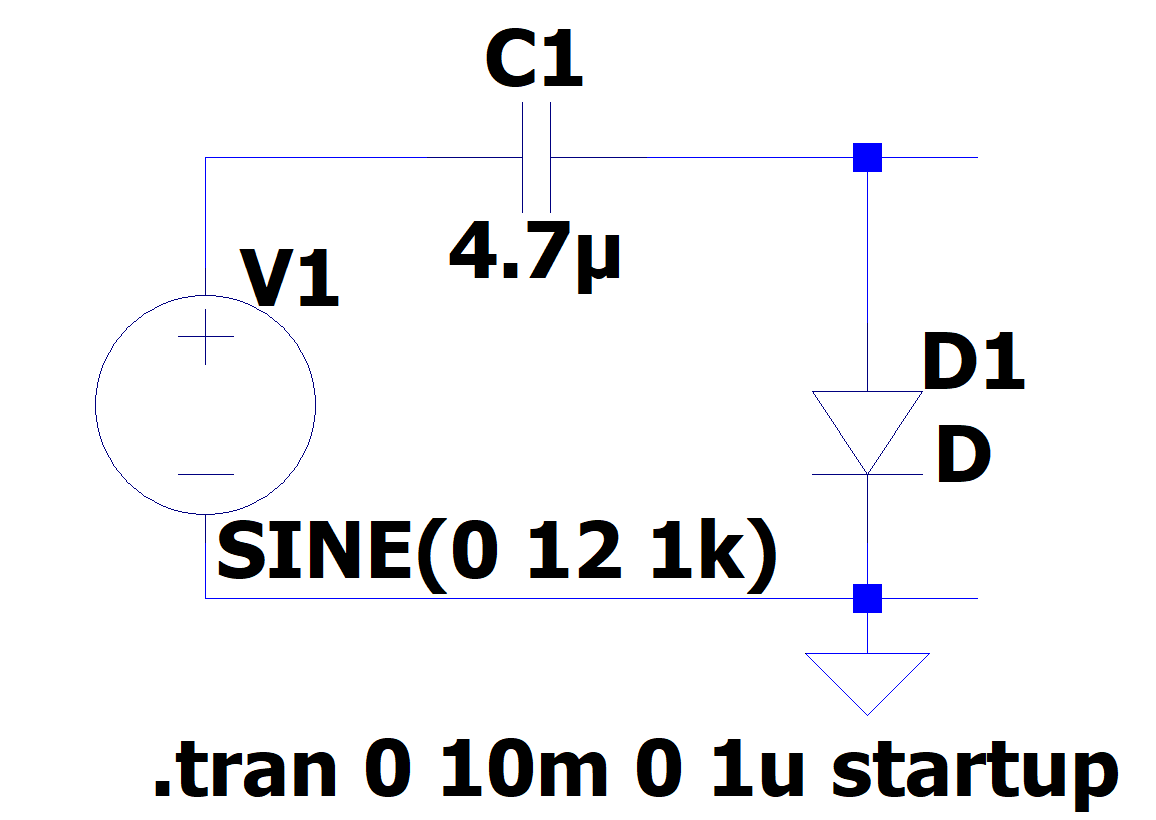 C1
4.7µ
V1
D1
D
SINE(0 12 1k)
.tran 0 10m 0 1u startup